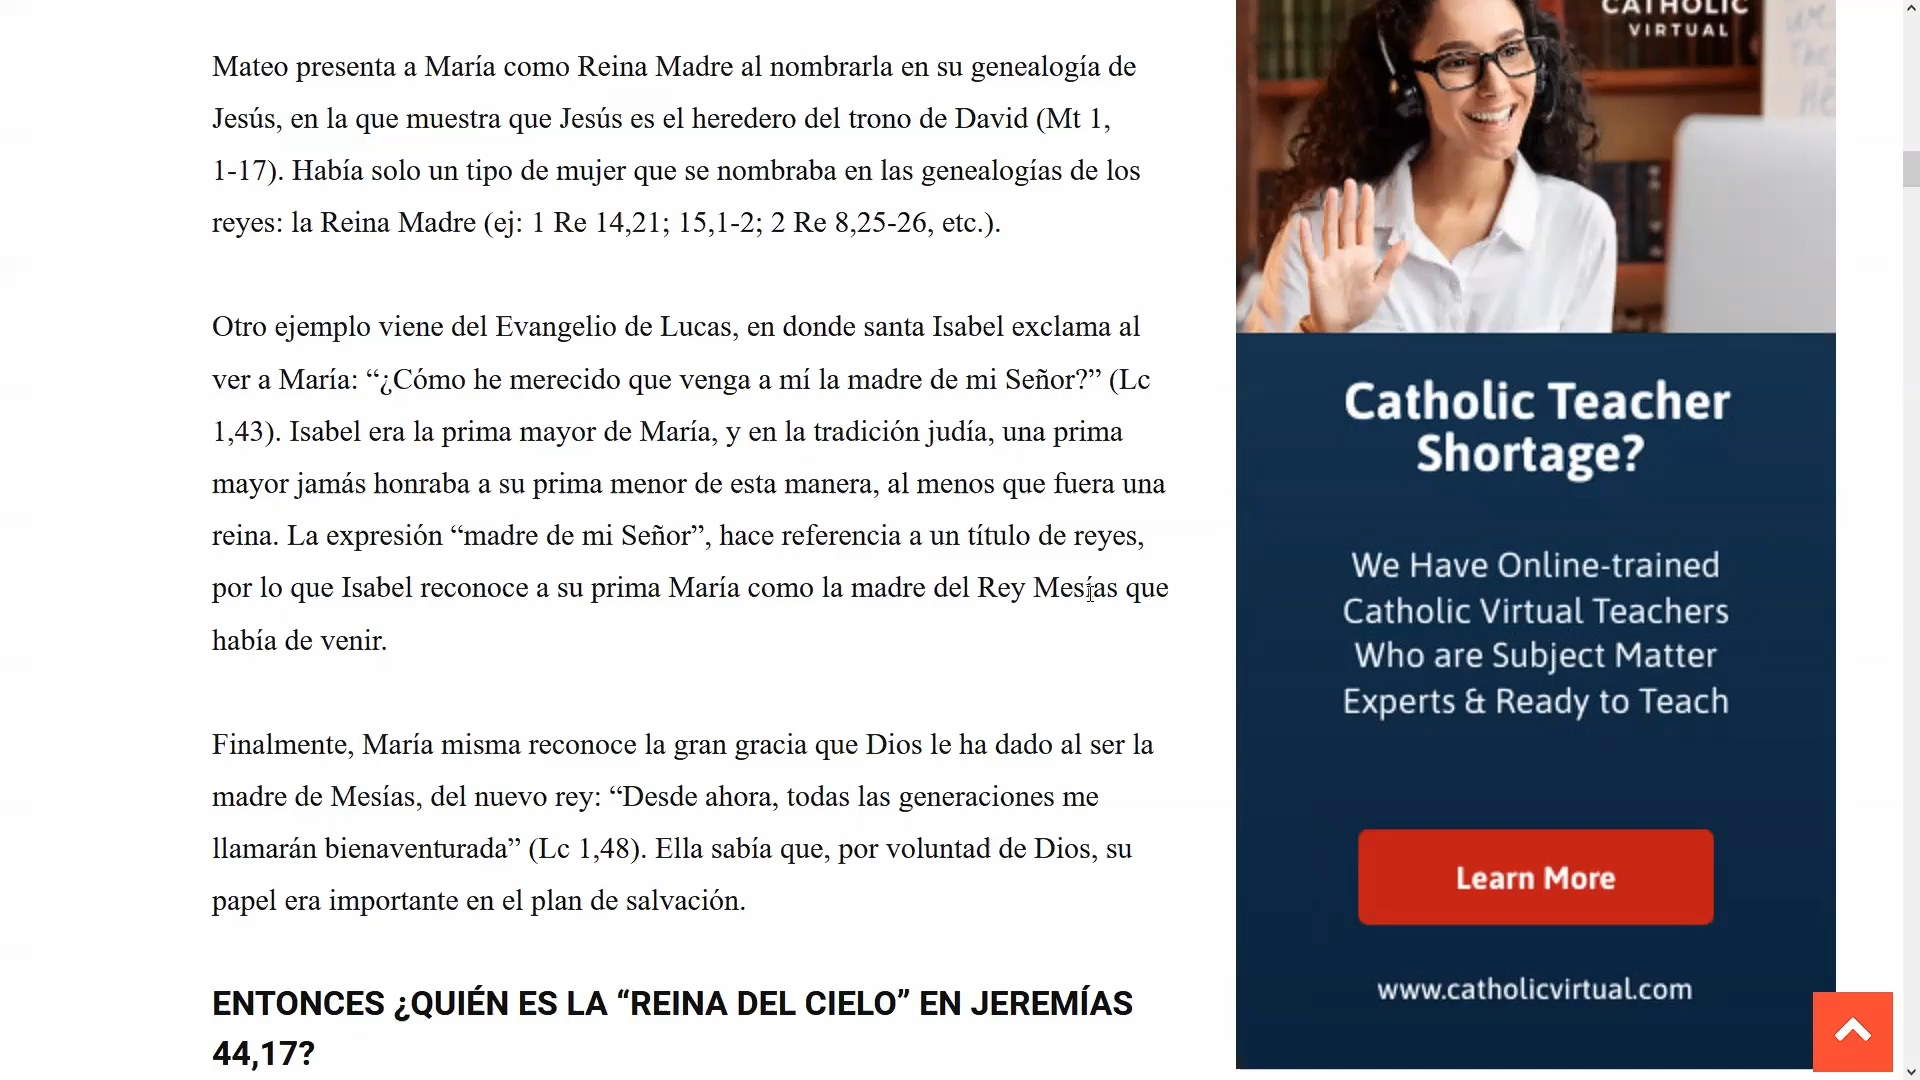 Mateo presenta a María como Reina Madre al nombrarla en su genealogía de
Jesús, en la que muestra que Jesús es el heredero del trono de David (Mt 1,
1-17). Había solo un tipo de mujer que se nombraba en las genealogías de los
reyes: la Reina Madre (ej: 1 Re 14,21; 15,1-2; 2 Re 8,25-26, etc.).
Otro ejemplo viene del Evangelio de Lucas, en donde santa Isabel exclama al
ver a María: “¿Cómo he merecido que venga a mí la madre de mi Señor?” (Lc
1,43). Isabel era la prima mayor de María, y en la tradición judía, una prima
mayor jamás honraba a su prima menor de esta manera, al menos que fuera una
reina. La expresión “madre de mi Señor”, hace referencia a un título de reyes,
por lo que Isabel reconoce a su prima María como la madre del Rey Mesías que
había de venir.
Finalmente, María misma reconoce la gran gracia que Dios le ha dado al ser la
madre de Mesías, del nuevo rey: “Desde ahora, todas las generaciones me
llamarán bienaventurada” (Lc 1,48). Ella sabía que, por voluntad de Dios, su
papel era importante en el plan de salvación.
ENTONCES ¿QUIÉN ES LA “REINA DEL CIELO” EN JEREMÍAS
44,17?
CATHOLIC
VIRTUAL
Catholic Teacher
Shortage?
We Have Online-trained
Catholic Virtual Teachers
Who are Subject Matter
Experts & Ready to Teach
Learn More
www.catholicvirtual.com